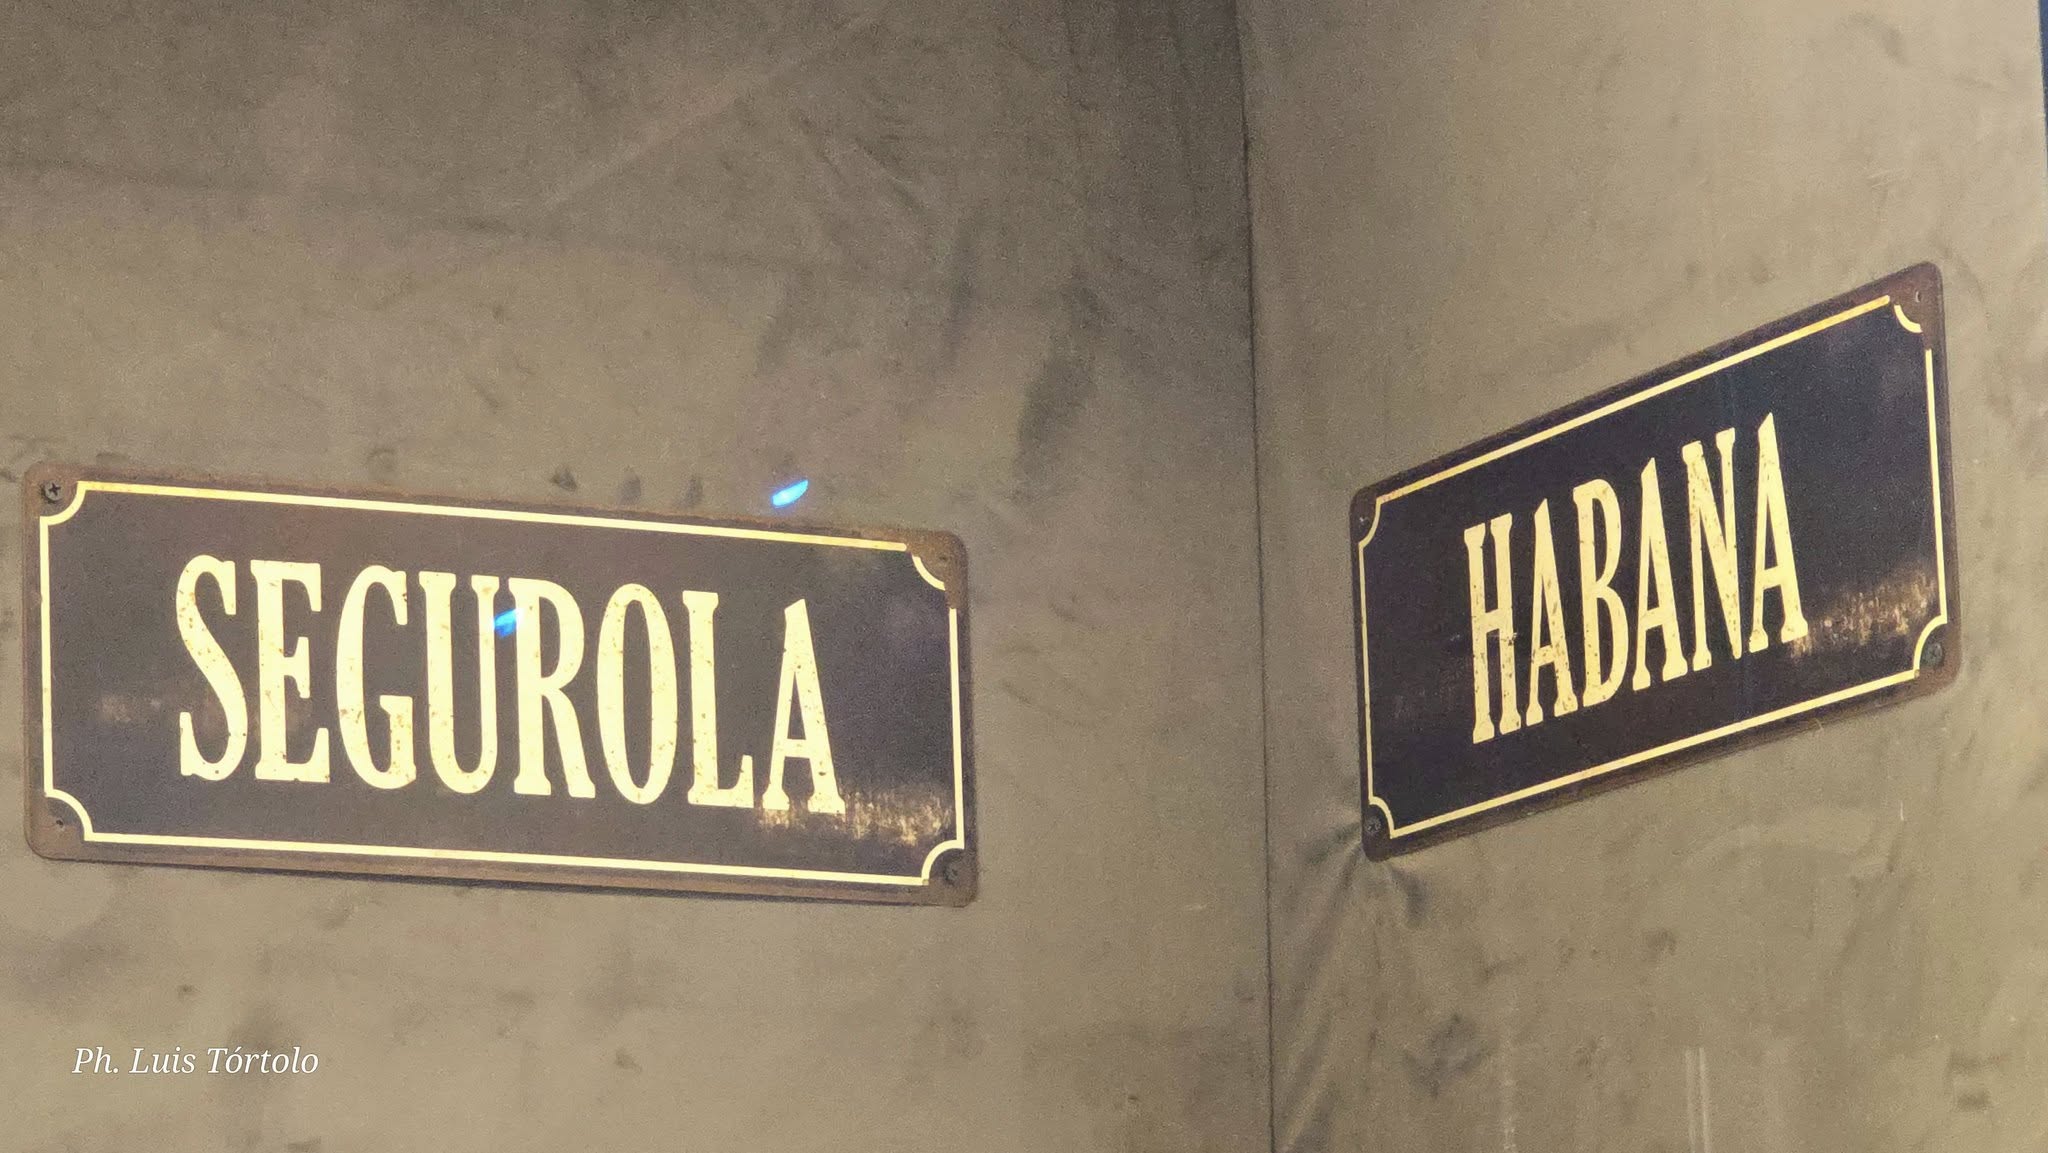 SEGUROLA
HABANA
Ph. Luis Tórtolo